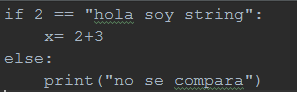 if 2 == "hola soy string":
    x= 2+3
else:
    print("no se compara")